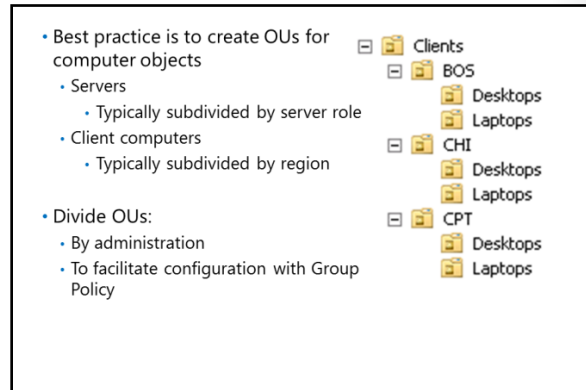 • Best practice is to create OUs for
computer objects
• Servers
• Typically subdivided by server role
• Client computers
• Typically subdivided by region
• Divide OUs:
• By administration
• To facilitate configuration with Group
Policy
Clients
BOS
Desktops
Laptops
CHI
Desktops
Laptops
CPT
Desktops
Laptops